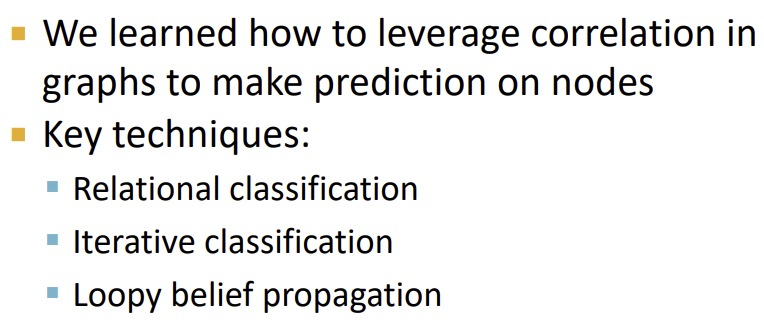 We learned how to leverage correlation in
graphs to make prediction on nodes
Key techniques:
Relational classification
Iterative classification
Loopy belief propagation